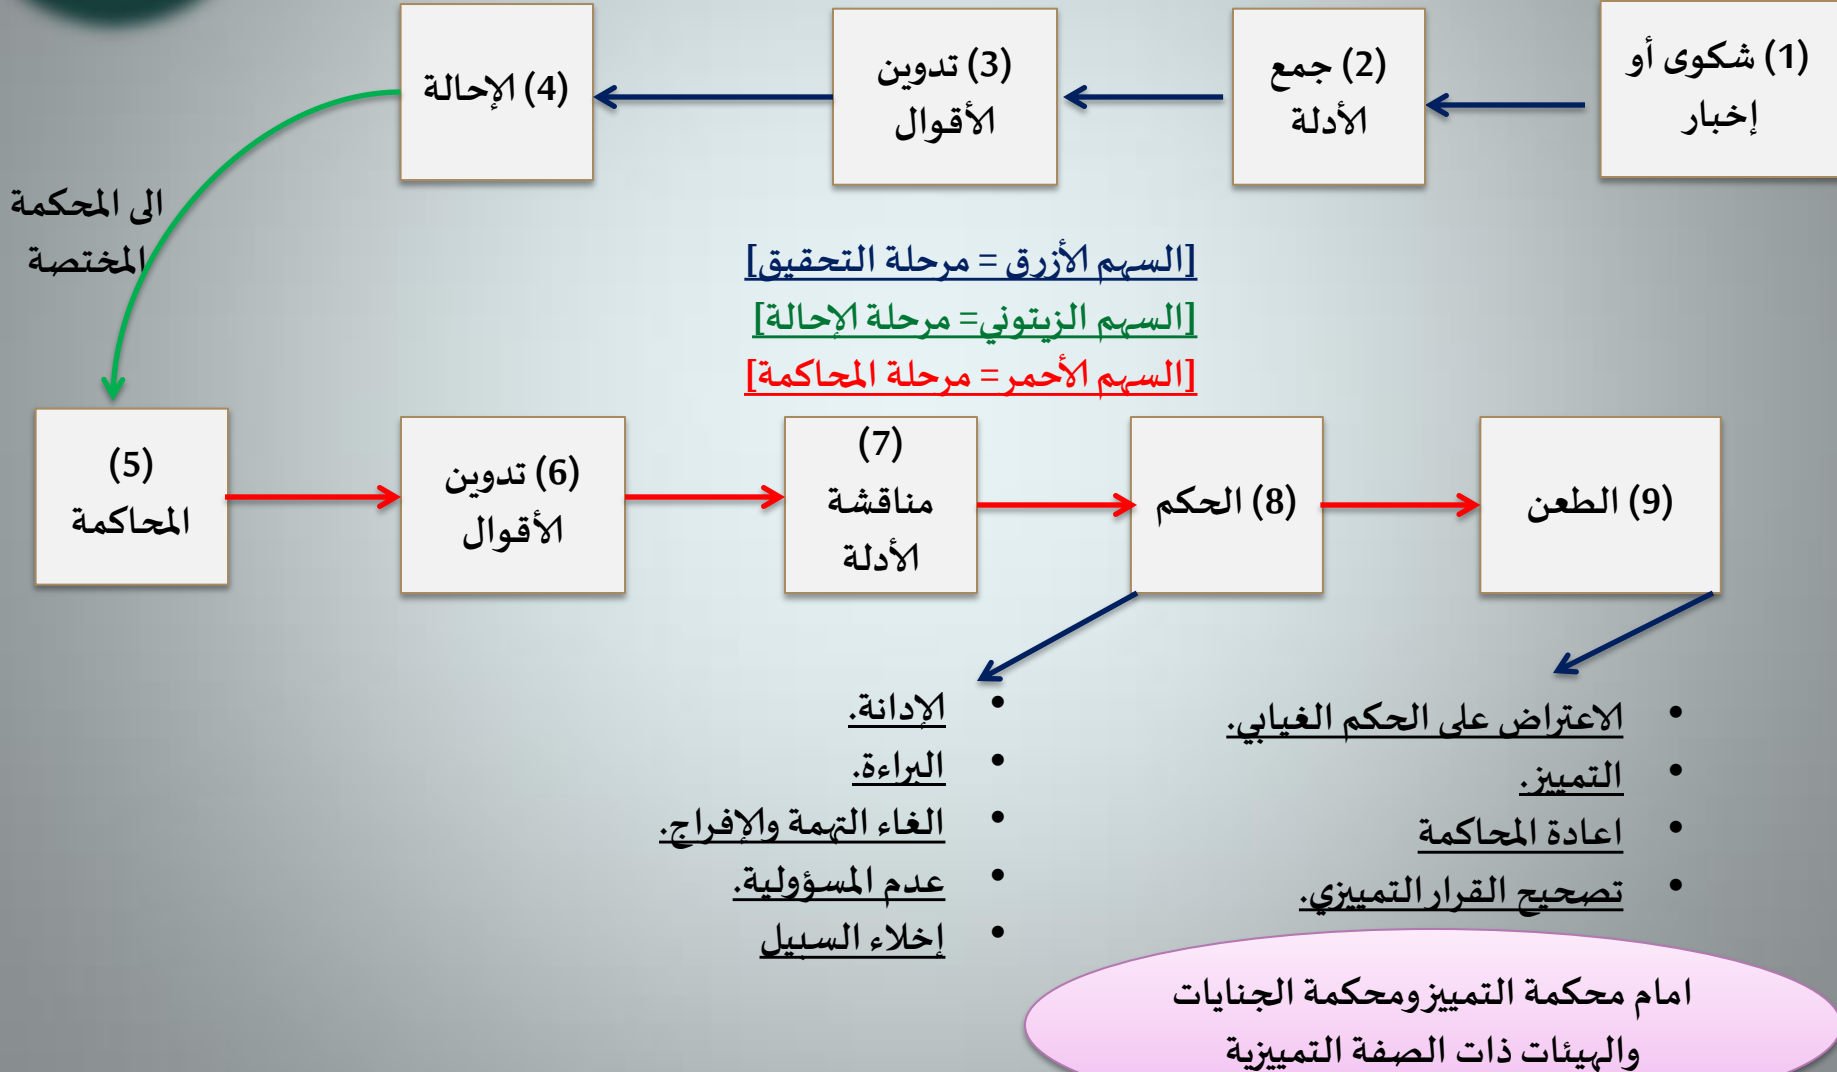 (1) شكوى أو
إخبار
(2) جمع
الأدلة
(3) تدوين
الأقوال
(4) الإحالة
الى المحكمة
المختصة
[السهم الأزرق = مرحلة التحقيق]
[السهم الزيتوني= مرحلة الإحالة]
[السهم الأحمر= مرحلة المحاكمة]
(5)
المحاكمة
(6) تدوين
الأقوال
(7)
مناقشة
الأدلة
(8) الحكم
(9) الطعن
• الإدانة.
• البراءة.
• الغاء التهمة والإفراج.
• عدم المسؤولية.
• إخلاء السبيل
• الاعتراض على الحكم الغيابي.
• التمييز.
• اعادة المحاكمة
• تصحيح القرار التمييزي.
امام محكمة التمييز ومحكمة الجنايات
والهيئات ذات الصفة التمييزية